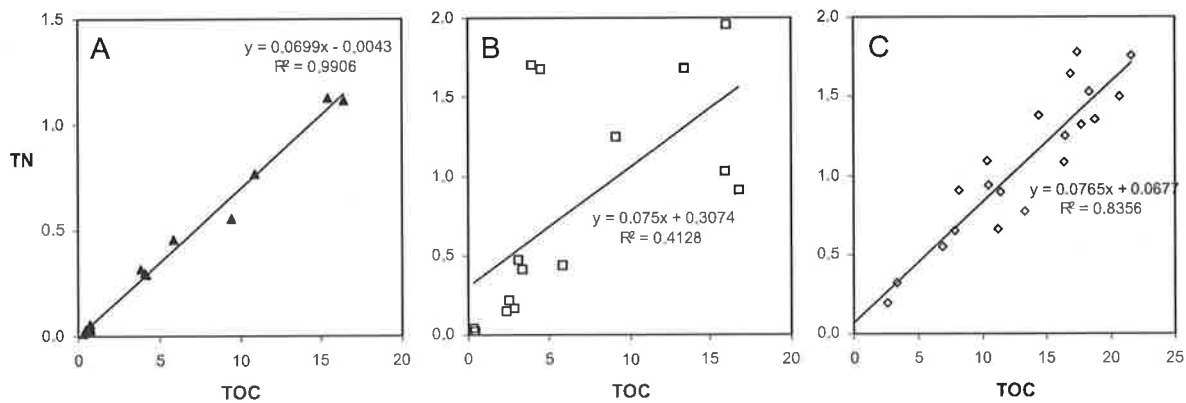 A
y = 0.0699x - 0.0043
R² = 0.9906
1.5
1.0
0.5
0.0
TN
0 5 10 15 20
TOC
B
2.0
1.5
1.0
0.5
0.0
y = 0.075x + 0.3074
R² = 0.4128
0 5 10 15 20
TOC
C
2.0
1.5
1.0
0.5
0.0
y = 0.0765x + 0.0677
R² = 0.8356
0 5 10 15 20 25
TOC